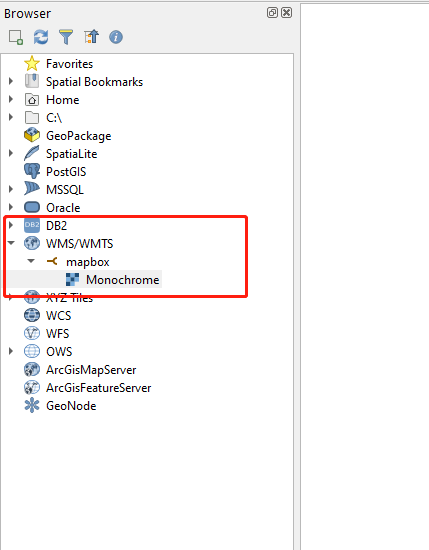 Browser
Favorites
Spatial Bookmarks
Home
C:\
GeoPackage
SpatiaLite
PostGIS
MSSQL
Oracle
DB2 DB2
WMS/WMTS
mapbox
Monochrome
XYZ Tiles
WCS
WFS
OWS
ArcGisMapServer
ArcGisFeatureServer
GeoNode